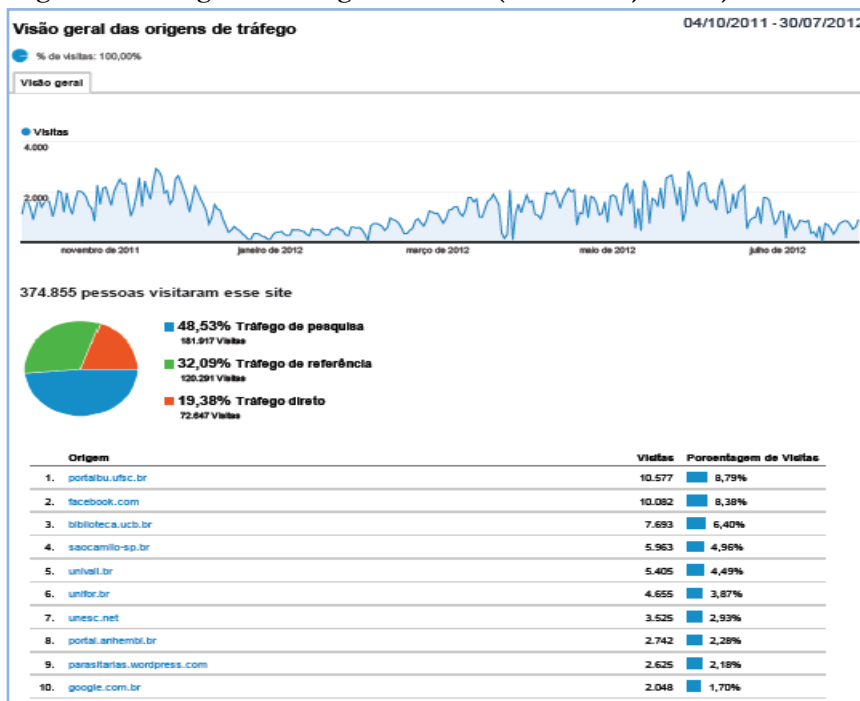 Visão geral das origens de tráfego
04/10/2011 - 30/07/2012
% de visitas: 100,00%
Visão geral
Visitas
4.000
2.000
novembro de 2011 janeiro de 2012 março de 2012 maio de 2012 julho de 2012
374.855 pessoas visitaram esse site
48,53% Tráfego de pesquisa
181.917 Visitas
32,09% Tráfego de referência
120.291 Visitas
19,38% Tráfego direto
72.647 Visitas
Origem Visitas Porcentagem de Visitas
1. portalbu.ufsc.br 10.577 8,79%
2. facebook.com 10.082 8,38%
3. biblioteca.ucb.br 7.693 6,40%
4. saocamilo-sp.br 5.963 4,96%
5. univali.br 5.405 4,49%
6. unifor.br 4.655 3,87%
7. unesc.net 3.525 2,93%
8. portal.anhembi.br 2.742 2,28%
9. parasitarias.wordpress.com 2.625 2,18%
10. google.com.br 2.048 1,70%